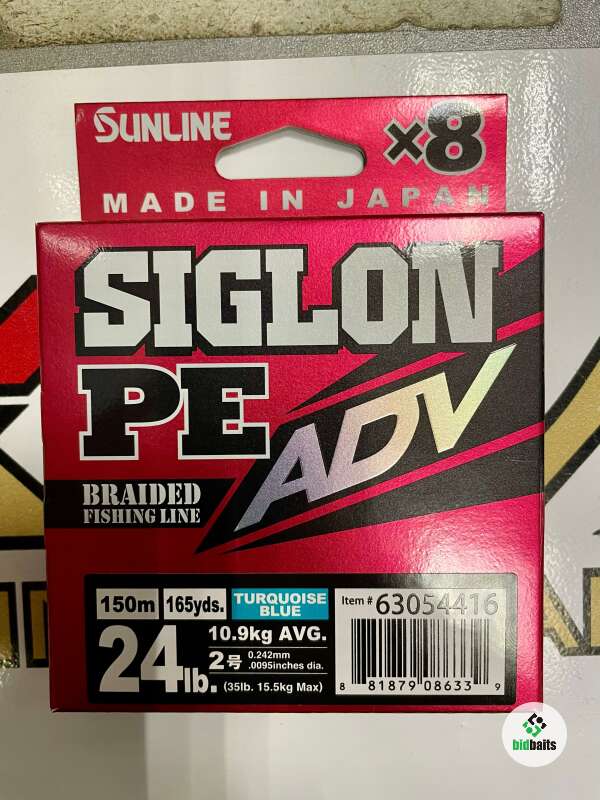 SUNLINE
×8
MADE IN JAPAN
SIGLON
PE
ADV
BRAIDED
FISHING LINE
150m
165yds.
TURQUOISE
BLUE
24lb.
10.9kg AVG.
2号
0.242mm
.0095inches dia.
(35lb. 15.5kg Max)
Item # 63054416
8 81879 08633 9
bidbaits